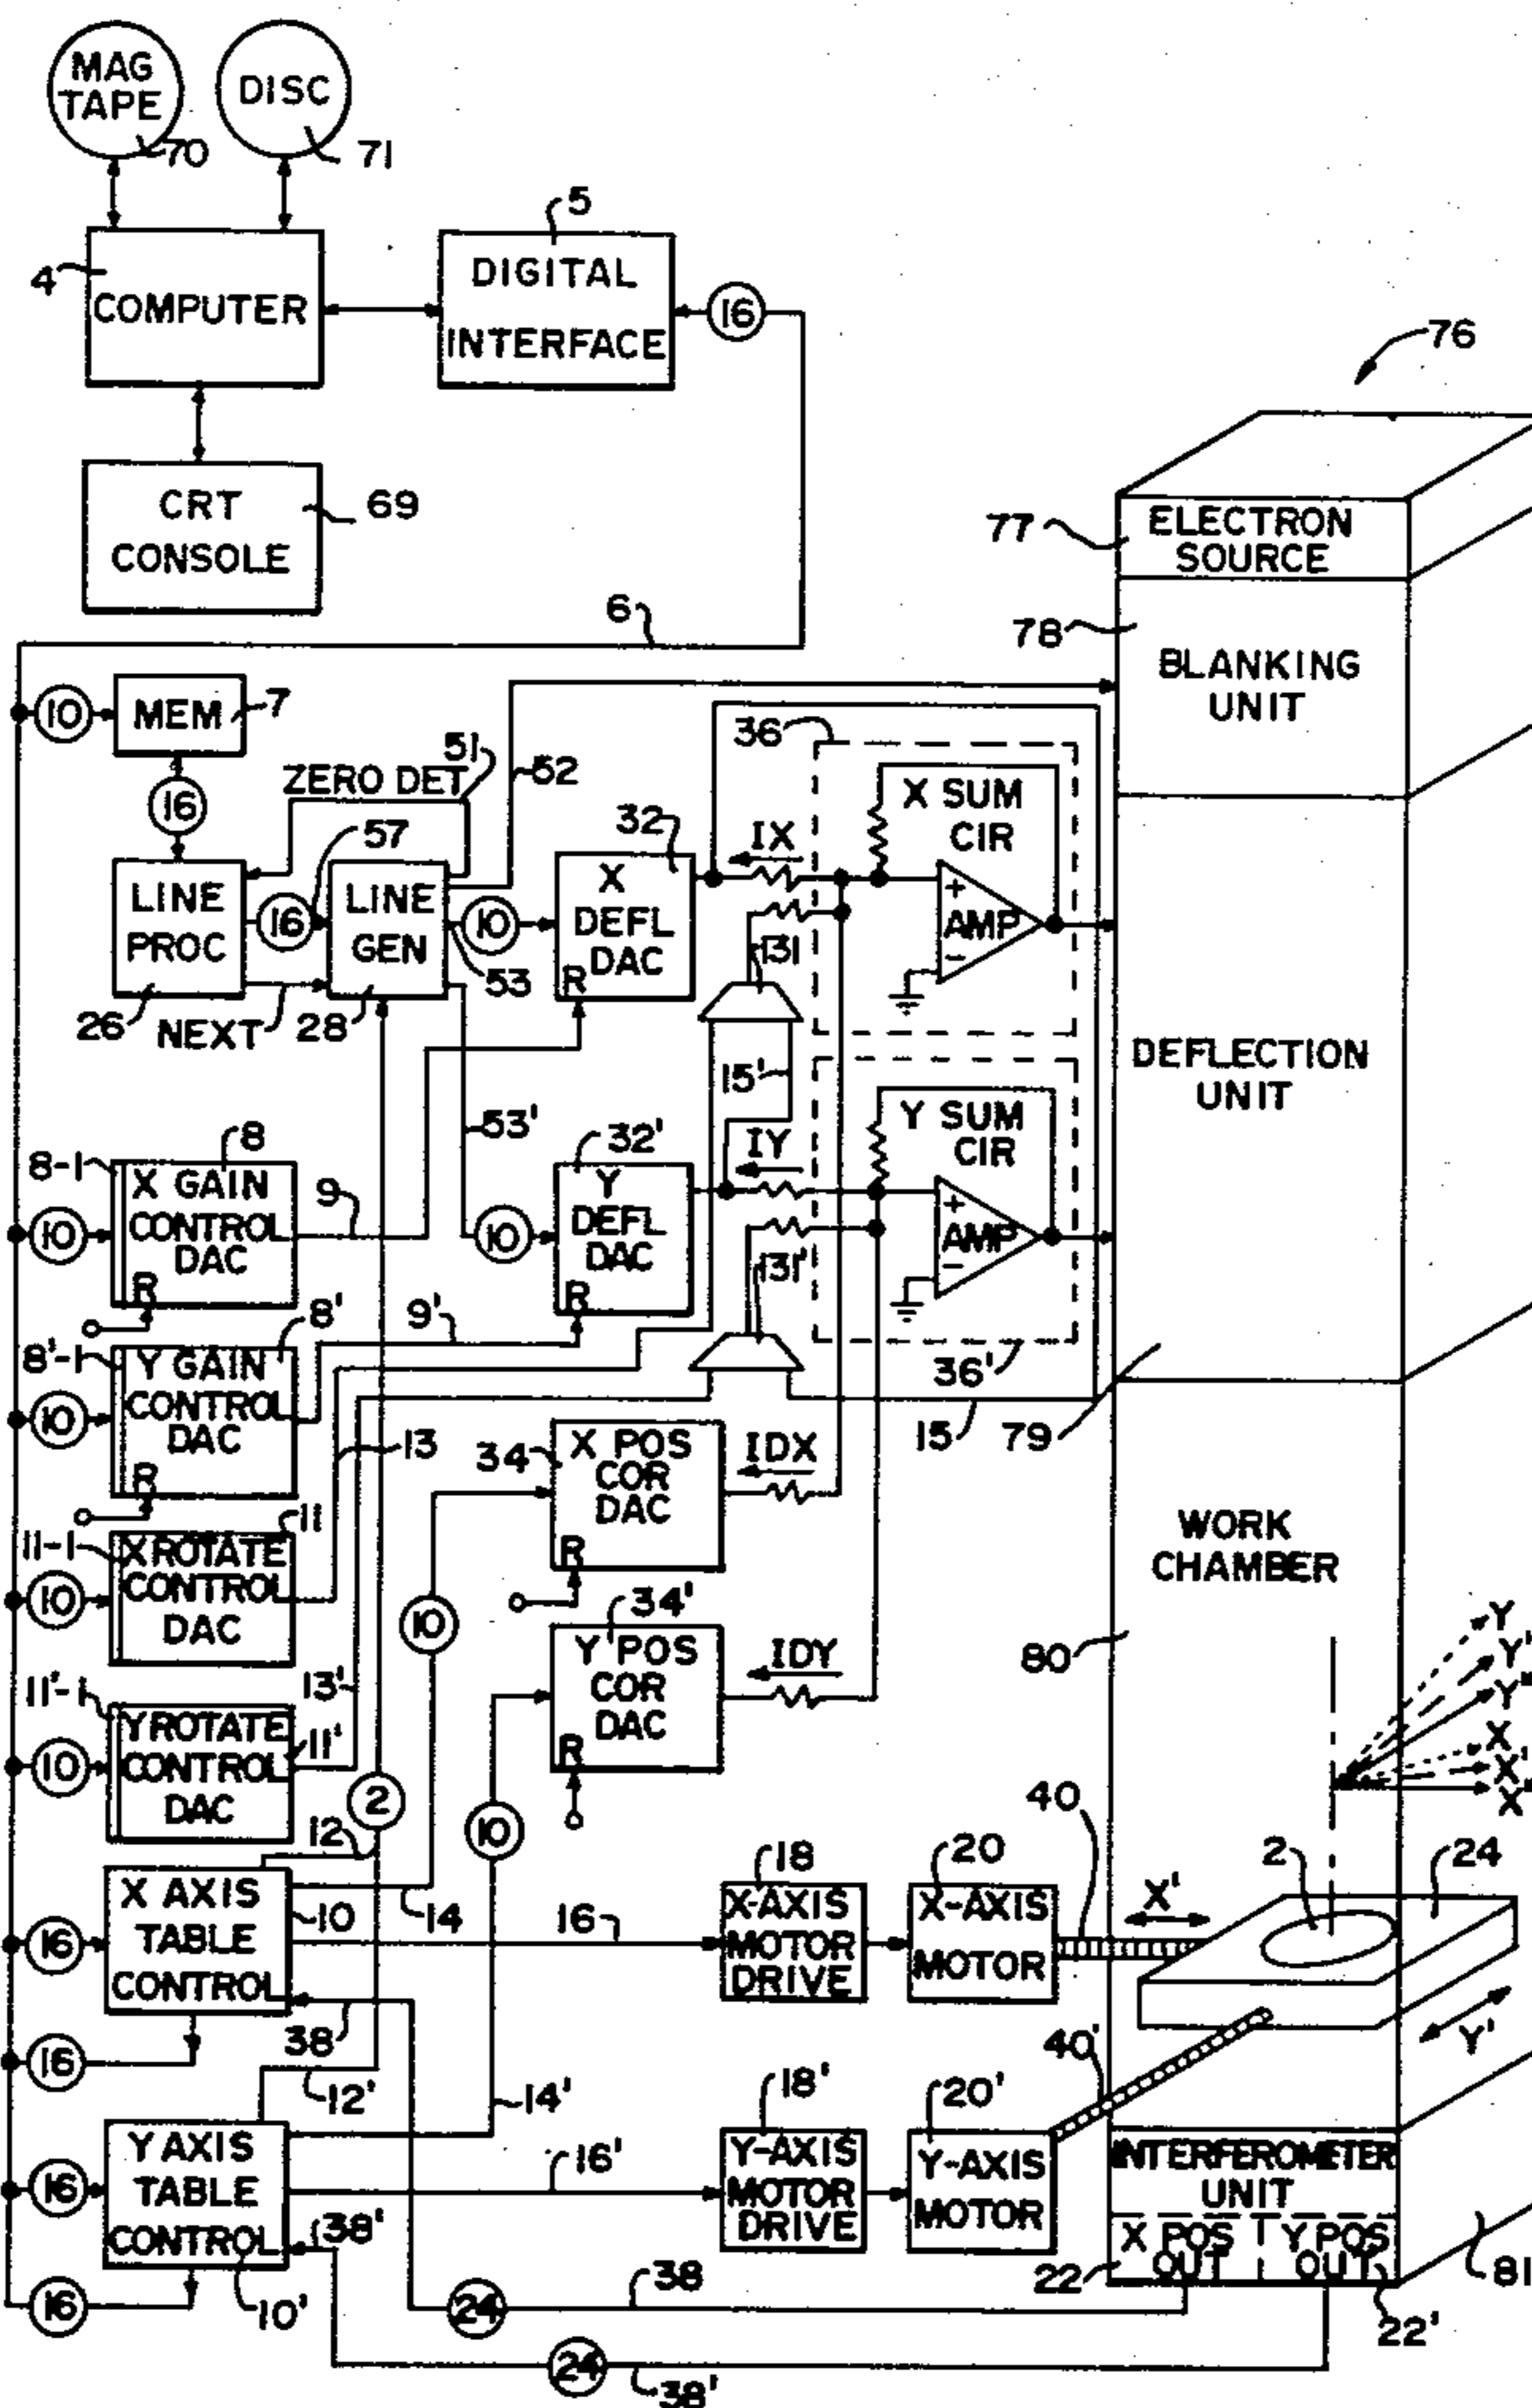 MAG
TAPE
70
DISC
71
4
COMPUTER
5
DIGITAL
INTERFACE
16
CRT
CONSOLE
69
6
76
77
ELECTRON
SOURCE
78
BLANKING
UNIT
10
MEM
7
16
ZERO DET
51
52
57
LINE
PROC
26
16
NEXT
LINE
GEN
28
53
10
32
X
DEFL
DAC
R
IX
36
X SUM
CIR
+
AMP
-
131
15'
DEFLECTION
UNIT
53'
8-1
8
10
X GAIN
CONTROL
DAC
R
9
10
32'
Y
DEFL
DAC
R
IY
Y SUM
CIR
+
AMP
-
131'
36'
8'-1
8'
10
Y GAIN
CONTROL
DAC
R
9'
13
15
79
34
X POS
COR
DAC
R
IDX
11-1
11
10
X ROTATE
CONTROL
DAC
10
WORK
CHAMBER
80
34'
Y POS
COR
DAC
R
IDY
11'-1
11'
10
Y ROTATE
CONTROL
DAC
13'
2
10
Y
Y'
Y"
X
X'
X"
12
16
X AXIS
TABLE
CONTROL
10
14
16
38
16
18
X-AXIS
MOTOR
DRIVE
20
X-AXIS
MOTOR
40
X'
2
24
Y'
12'
14'
16
Y AXIS
TABLE
CONTROL
10'
16'
38'
16
18'
Y-AXIS
MOTOR
DRIVE
20'
Y-AXIS
MOTOR
40'
INTERFEROMETER
UNIT
X POS
OUT
Y POS
OUT
22
22'
81
24
38
24
38'